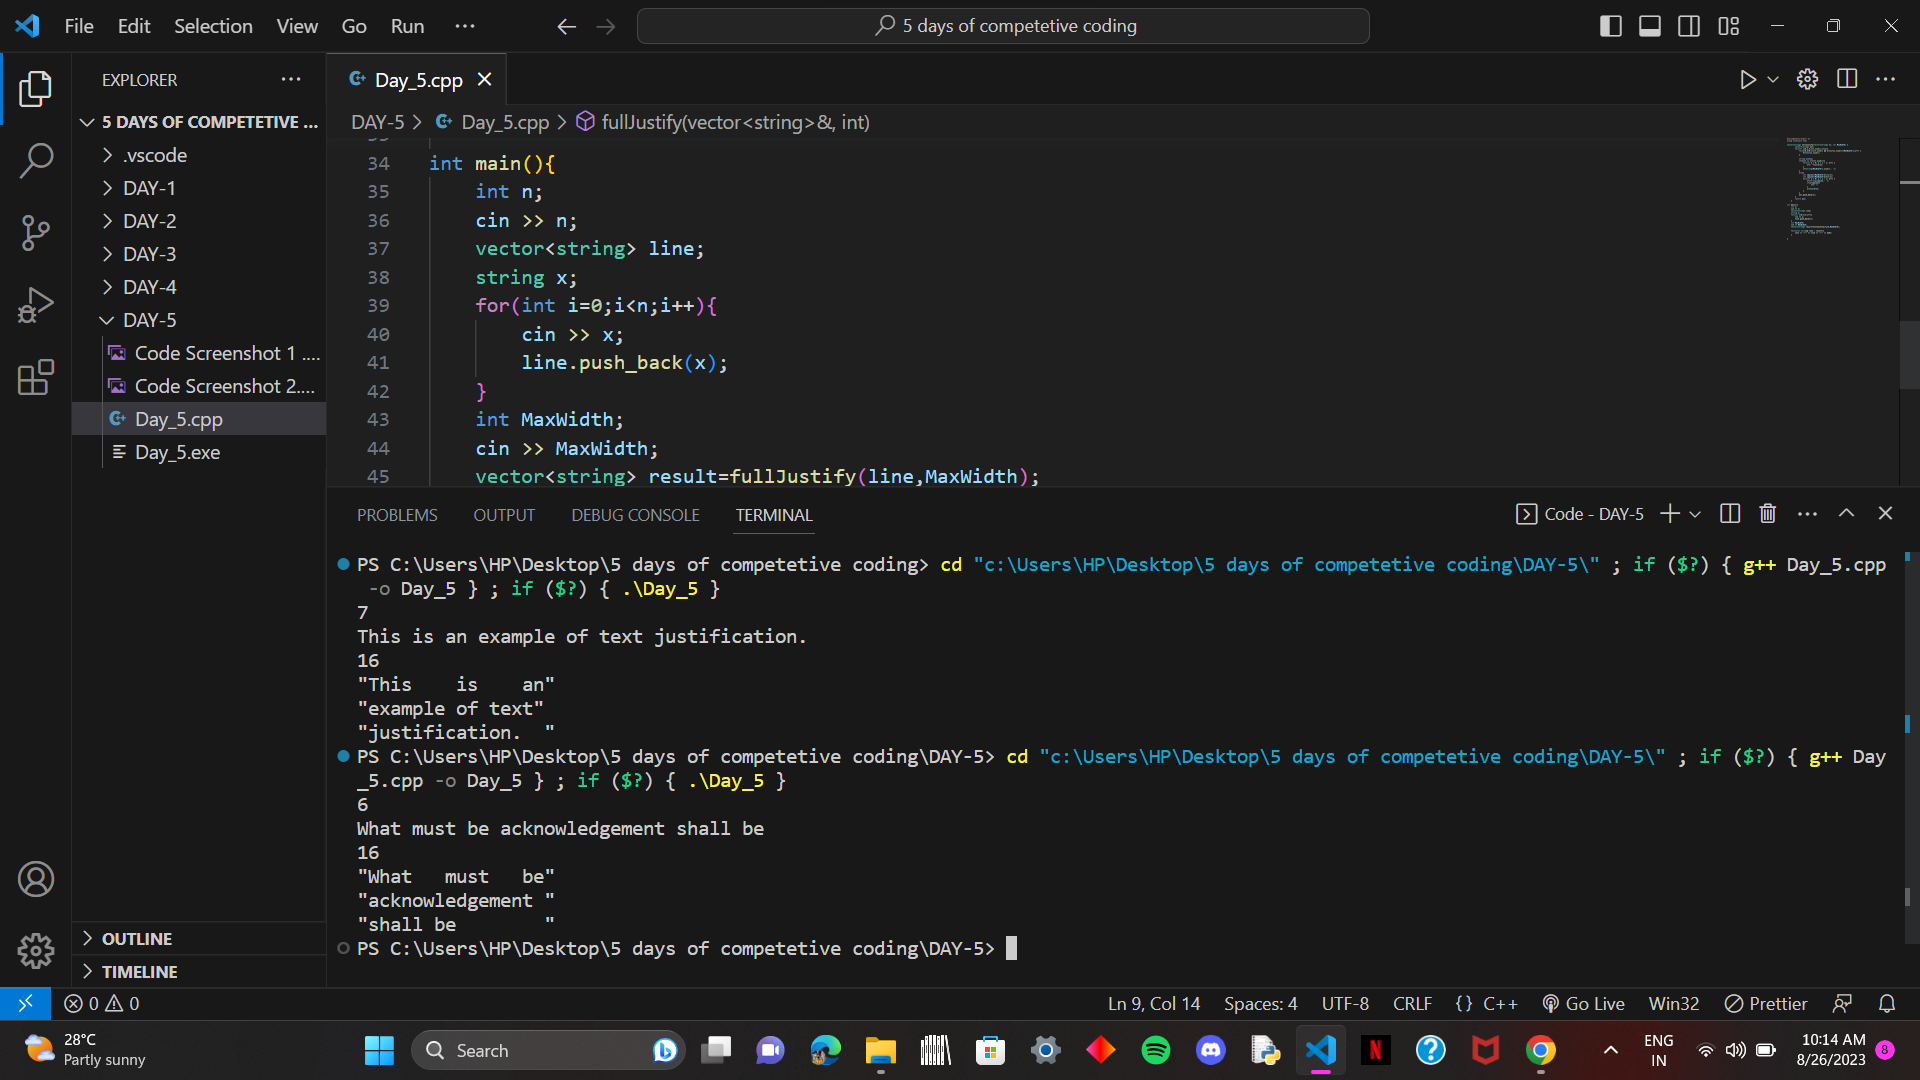 File Edit Selection View Go Run ···
5 days of competetive coding
EXPLORER ···
Day_5.cpp
DAY-5 > Day_5.cpp > fullJustify(vector<string>&, int)
5 DAYS OF COMPETETIVE ...
.vscode
DAY-1
DAY-2
DAY-3
DAY-4
DAY-5
Code Screenshot 1 ....
Code Screenshot 2....
Day_5.cpp
Day_5.exe
OUTLINE
TIMELINE
34 int main(){
35 int n;
36 cin >> n;
37 vector<string> line;
38 string x;
39 for(int i=0;i<n;i++){
40 cin >> x;
41 line.push_back(x);
42 }
43 int MaxWidth;
44 cin >> MaxWidth;
45 vector<string> result=fullJustify(line,MaxWidth);
PROBLEMS OUTPUT DEBUG CONSOLE TERMINAL
Code - DAY-5
PS C:\Users\HP\Desktop\5 days of competetive coding> cd "c:\Users\HP\Desktop\5 days of competetive coding\DAY-5\" ; if ($?) { g++ Day_5.cpp
-o Day_5 } ; if ($?) { .\Day_5 }
7
This is an example of text justification.
16
"This    is    an"
"example of text"
"justification.  "
PS C:\Users\HP\Desktop\5 days of competetive coding\DAY-5> cd "c:\Users\HP\Desktop\5 days of competetive coding\DAY-5\" ; if ($?) { g++ Day
_5.cpp -o Day_5 } ; if ($?) { .\Day_5 }
6
What must be acknowledgement shall be
16
"What   must   be"
"acknowledgement "
"shall be        "
PS C:\Users\HP\Desktop\5 days of competetive coding\DAY-5>
0 0
Ln 9, Col 14 Spaces: 4 UTF-8 CRLF {} C++ Go Live Win32 Prettier
28°C
Partly sunny
Search
ENG
IN
10:14 AM
8/26/2023
8